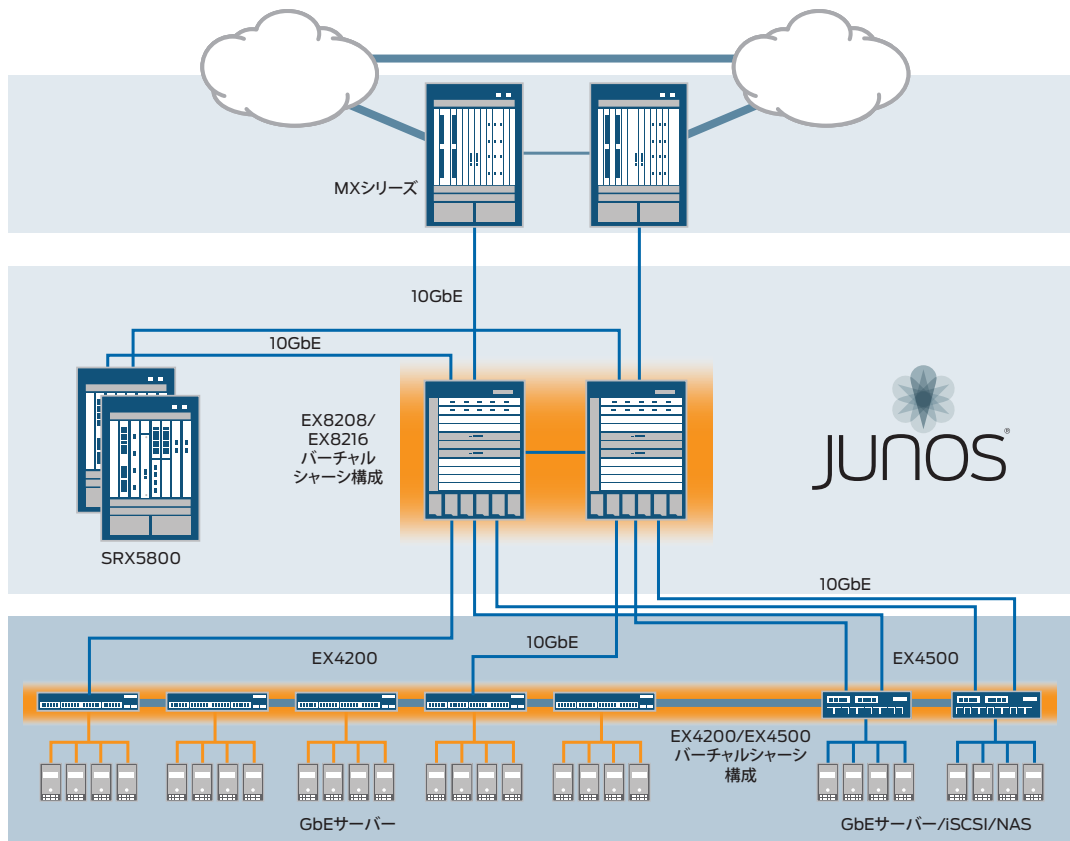 MXシリーズ
10GbE
10GbE
EX8208/
EX8216
バーチャル
シャーシ構成
JUNOS®
SRX5800
10GbE
EX4200
10GbE
EX4500
EX4200/EX4500
バーチャルシャーシ
構成
GbEサーバー
GbEサーバー/iSCSI/NAS